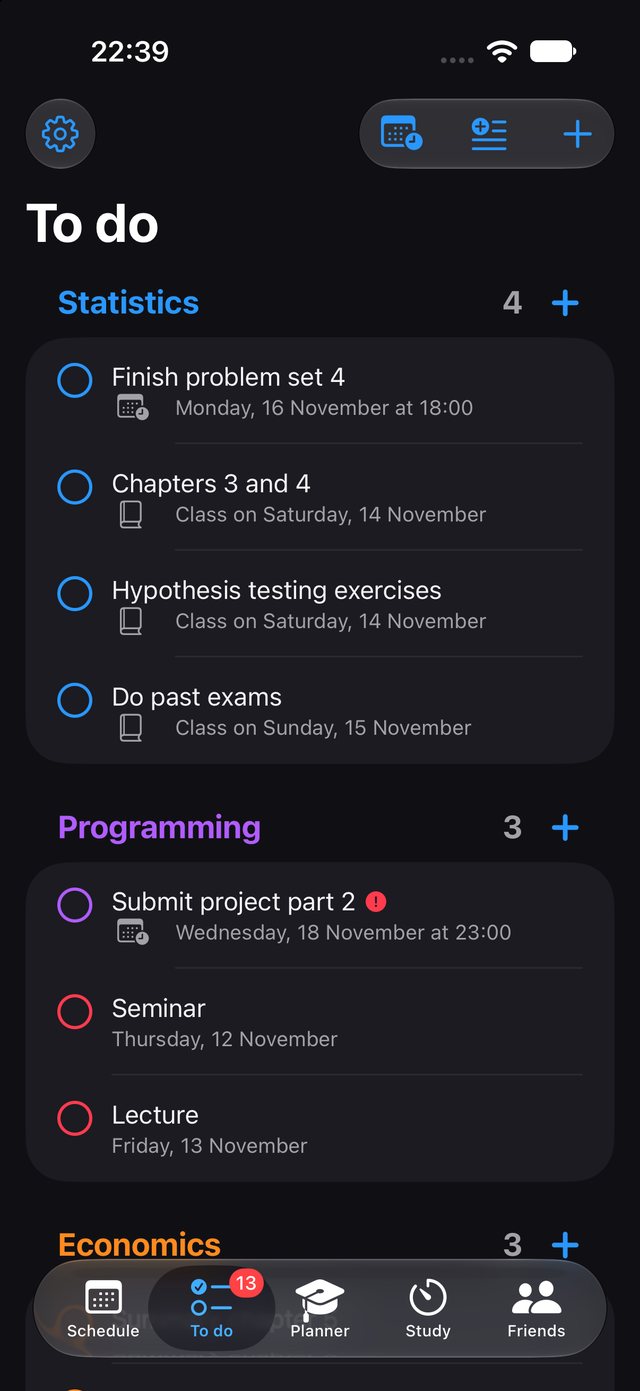 22:39
To do
Statistics 4
Finish problem set 4
Monday, 16 November at 18:00
Chapters 3 and 4
Class on Saturday, 14 November
Hypothesis testing exercises
Class on Saturday, 14 November
Do past exams
Class on Sunday, 15 November
Programming 3
Submit project part 2
Wednesday, 18 November at 23:00
Seminar
Thursday, 12 November
Lecture
Friday, 13 November
Economics 3
13
Schedule To do Planner Study Friends